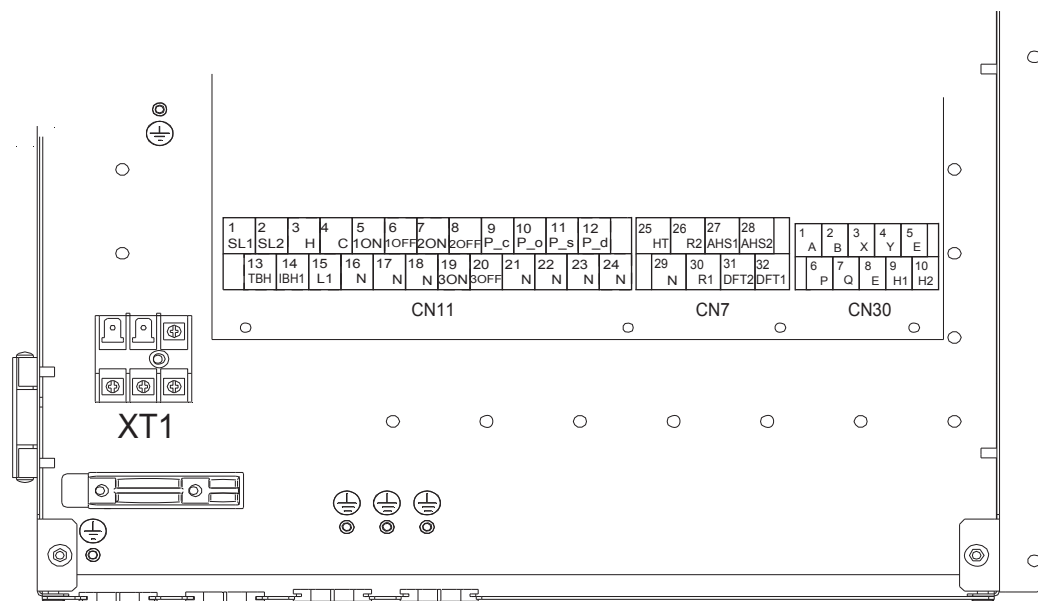 1 2 3 4 5 6 7 8 9 10 11 12
SL1 SL2 H C 1ON 1OFF 2ON 2OFF P_c P_o P_s P_d
13 14 15 16 17 18 19 20 21 22 23 24
TBH IBH1 L1 N N N 3ON 3OFF N N N N
CN11
25 26 27 28
HT R2 AHS1 AHS2
29 30 31 32
N R1 DFT2 DFT1
CN7
1 2 3 4 5
A B X Y E
6 7 8 9 10
P Q E H1 H2
CN30
XT1